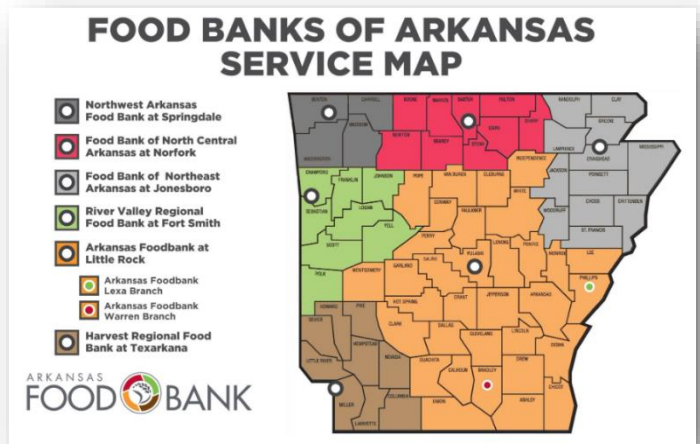 FOOD BANKS OF ARKANSAS
SERVICE MAP
Northwest Arkansas
Food Bank at Springdale
Food Bank of North Central
Arkansas at Norfork
Food Bank of Northeast
Arkansas at Jonesboro
River Valley Regional
Food Bank at Fort Smith
Arkansas Foodbank at
Little Rock
Arkansas Foodbank
Lexa Branch
Arkansas Foodbank
Warren Branch
Harvest Regional Food
Bank at Texarkana
ARKANSAS
FOOD BANK
BENTON CARROLL BOONE MARION BAXTER FULTON RANDOLPH CLAY
MADISON IZARD SHARP GREENE
WASHINGTON NEWTON SEARCY STONE LAWRENCE CRAIGHEAD MISSISSIPPI
CRAWFORD FRANKLIN JOHNSON POPE VAN BUREN CLEBURNE INDEPENDENCE JACKSON POINSETT
SEBASTIAN LOGAN CONWAY FAULKNER WHITE WOODRUFF CROSS CRITTENDEN
SCOTT YELL PERRY ST. FRANCIS
POLK MONTGOMERY GARLAND SALINE PULASKI LONOKE PRAIRIE MONROE LEE
PHILLIPS
HOWARD PIKE HOT SPRING GRANT JEFFERSON ARKANSAS
SEVIER CLARK DALLAS CLEVELAND LINCOLN
LITTLE RIVER HEMPSTEAD NEVADA OUACHITA CALHOUN BRADLEY DREW DESHA
MILLER LAFAYETTE COLUMBIA UNION ASHLEY CHICOT